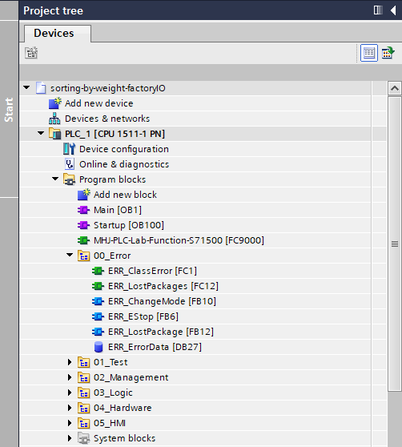 Project tree
Devices
Start
sorting-by-weight-factoryIO
Add new device
Devices & networks
PLC_1 [CPU 1511-1 PN]
Device configuration
Online & diagnostics
Program blocks
Add new block
Main [OB1]
Startup [OB100]
MHJ-PLC-Lab-Function-S71500 [FC9000]
00_Error
ERR_ClassError [FC1]
ERR_LostPackages [FC12]
ERR_ChangeMode [FB10]
ERR_EStop [FB6]
ERR_LostPackage [FB12]
ERR_ErrorData [DB27]
01_Test
02_Management
03_Logic
04_Hardware
05_HMI
System blocks